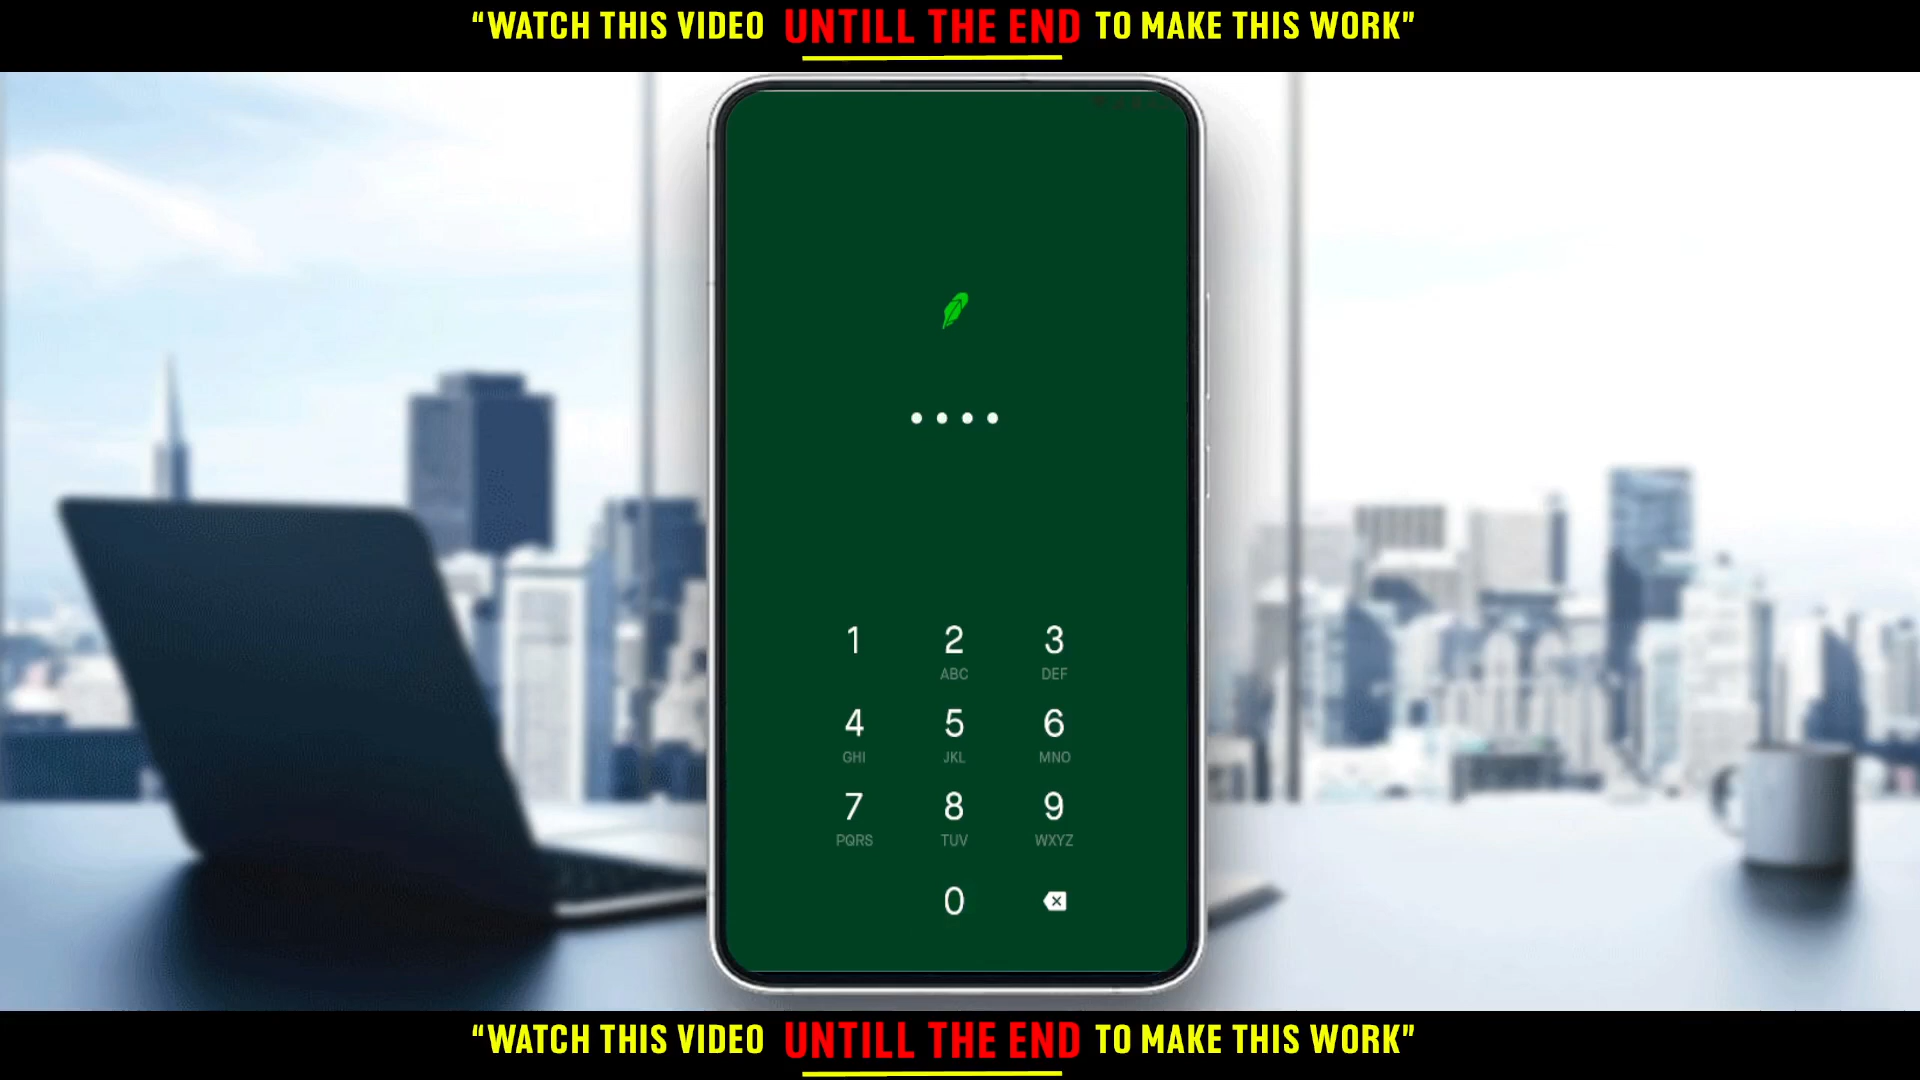 “WATCH THIS VIDEO UNTILL THE END TO MAKE THIS WORK”
1 2 3
ABC DEF
4 5 6
GHI JKL MNO
7 8 9
PQRS TUV WXYZ
0
“WATCH THIS VIDEO UNTILL THE END TO MAKE THIS WORK”